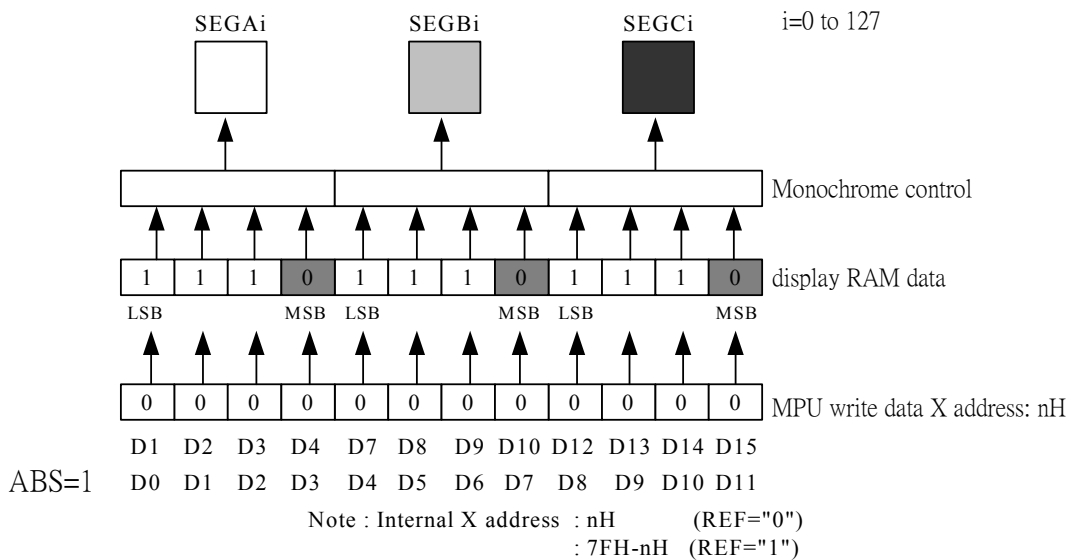 SEGAi SEGBi SEGCi i=0 to 127
Monochrome control
1 1 1 0 1 1 1 0 1 1 1 0 display RAM data
LSB MSB LSB MSB LSB MSB
0 0 0 0 0 0 0 0 0 0 0 0 MPU write data X address: nH
D1 D2 D3 D4 D7 D8 D9 D10 D12 D13 D14 D15
ABS=1 D0 D1 D2 D3 D4 D5 D6 D7 D8 D9 D10 D11
Note : Internal X address : nH (REF="0")
: 7FH-nH (REF="1")